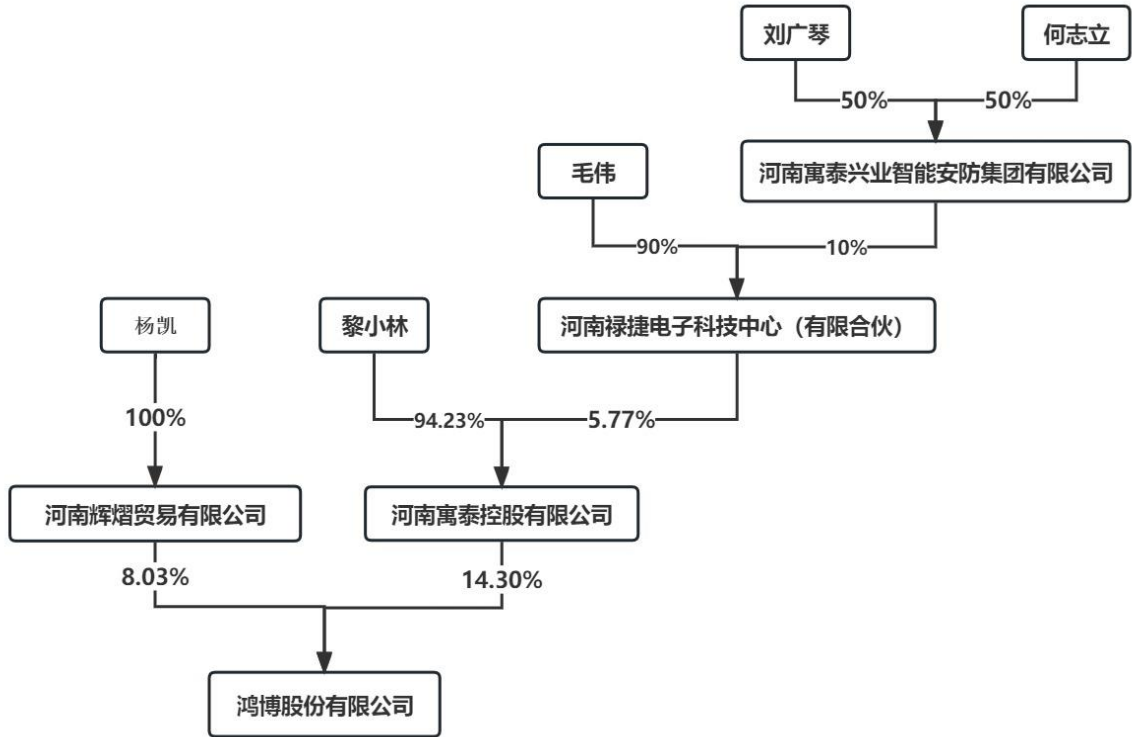 刘广琴
何志立
50%
50%
毛伟
河南寓泰兴业智能安防集团有限公司
90%
10%
杨凯
黎小林
河南禄捷电子科技中心（有限合伙）
100%
94.23%
5.77%
河南辉熠贸易有限公司
河南寓泰控股有限公司
8.03%
14.30%
鸿博股份有限公司